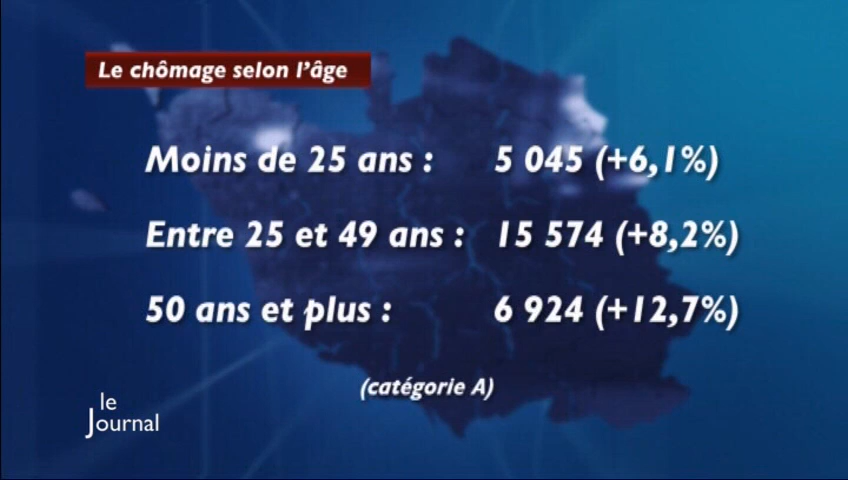 Le chômage selon l'âge
Moins de 25 ans : 5 045 (+6,1%)
Entre 25 et 49 ans : 15 574 (+8,2%)
50 ans et plus : 6 924 (+12,7%)
(catégorie A)
le
Journal